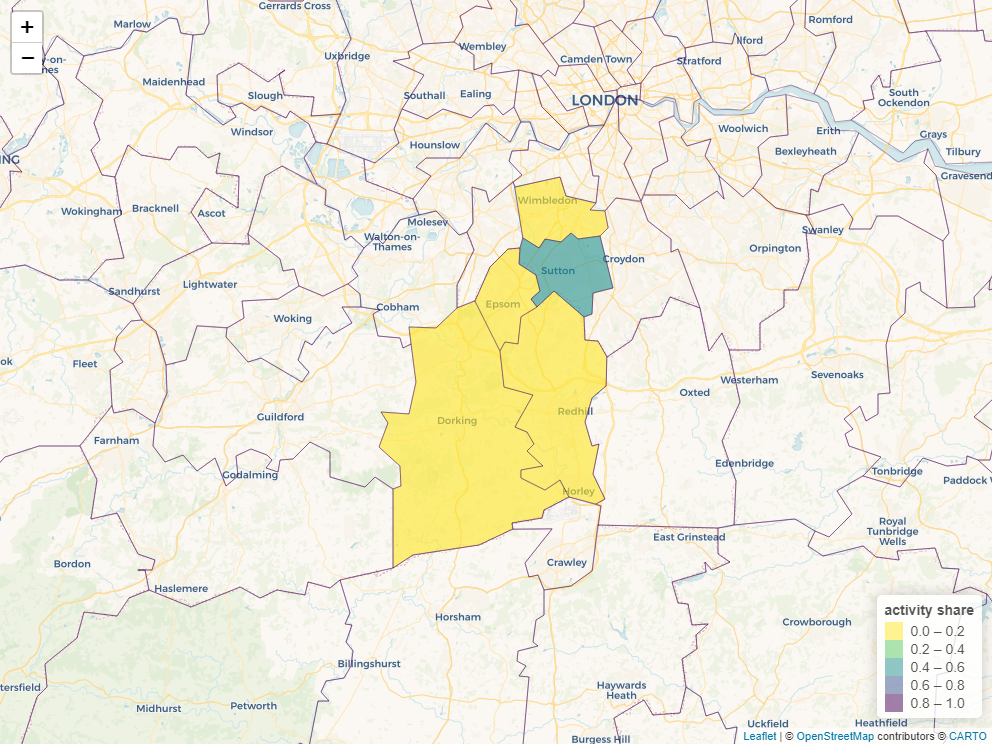 Gerrards Cross
+
Marlow
Romford
Wembley
Ilford
Uxbridge
Camden Town
Stratford
-
Maidenhead
Slough
Southall
Ealing
LONDON
South
Ockendon
Windsor
Woolwich
Erith
Grays
Hounslow
Bexleyheath
Tilbury
Gravesend
Wimbledon
Wokingham
Bracknell
Ascot
Molesey
Swanley
Walton-on-
Thames
Orpington
Croydon
Sutton
Lightwater
Sandhurst
Epsom
Cobham
Woking
Fleet
Sevenoaks
Westerham
Oxted
Redhill
Guildford
Dorking
Farnham
Edenbridge
Godalming
Tonbridge
Paddock
Horley
Royal
Tunbridge
Wells
East Grinstead
Bordon
Crawley
Haslemere
activity share
0.0 – 0.2
0.2 – 0.4
0.4 – 0.6
0.6 – 0.8
0.8 – 1.0
Horsham
Crowborough
Billingshurst
Haywards
Heath
Petworth
Midhurst
Uckfield
Heathfield
Burgess Hill
Leaflet | © OpenStreetMap contributors © CARTO